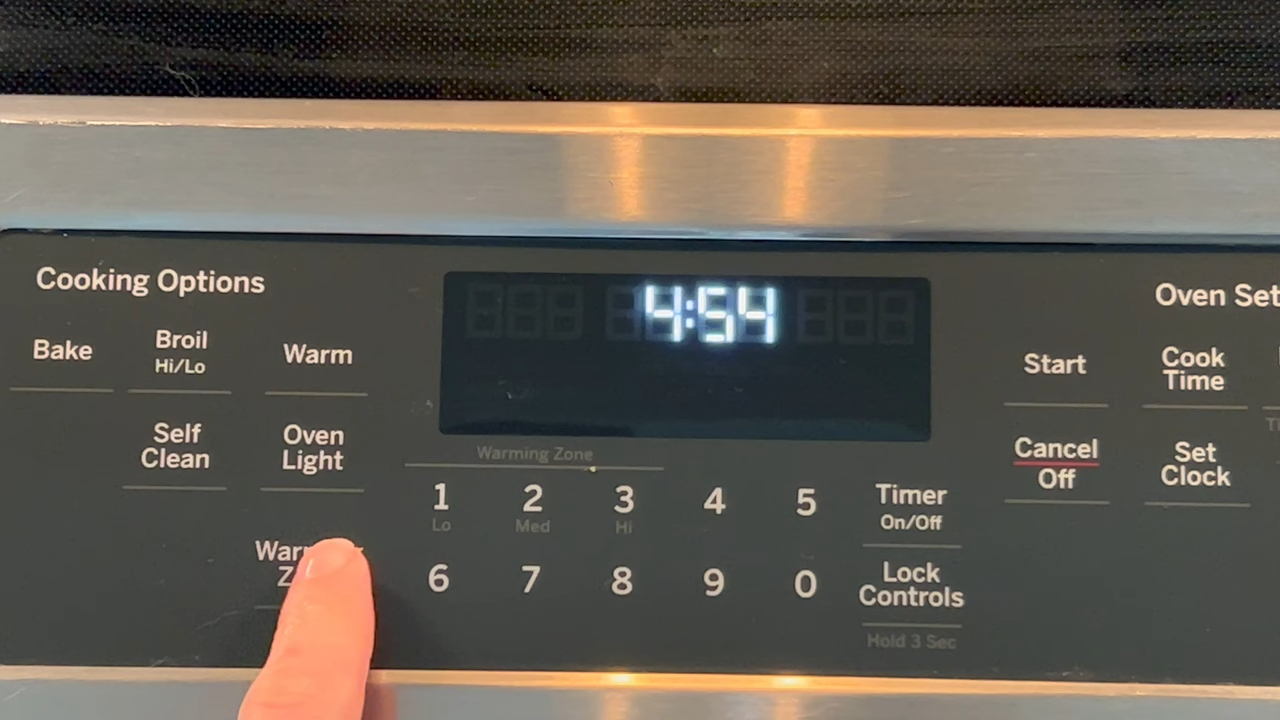 Cooking Options
Bake
Broil
Hi/Lo
Warm
Self
Clean
Oven
Light
4:54
Warming Zone
1
Lo
2
Med
3
Hi
4
5
6
7
8
9
0
Timer
On/Off
Lock
Controls
Hold 3 Sec
Oven Set
Start
Cook
Time
Cancel
Off
Set
Clock